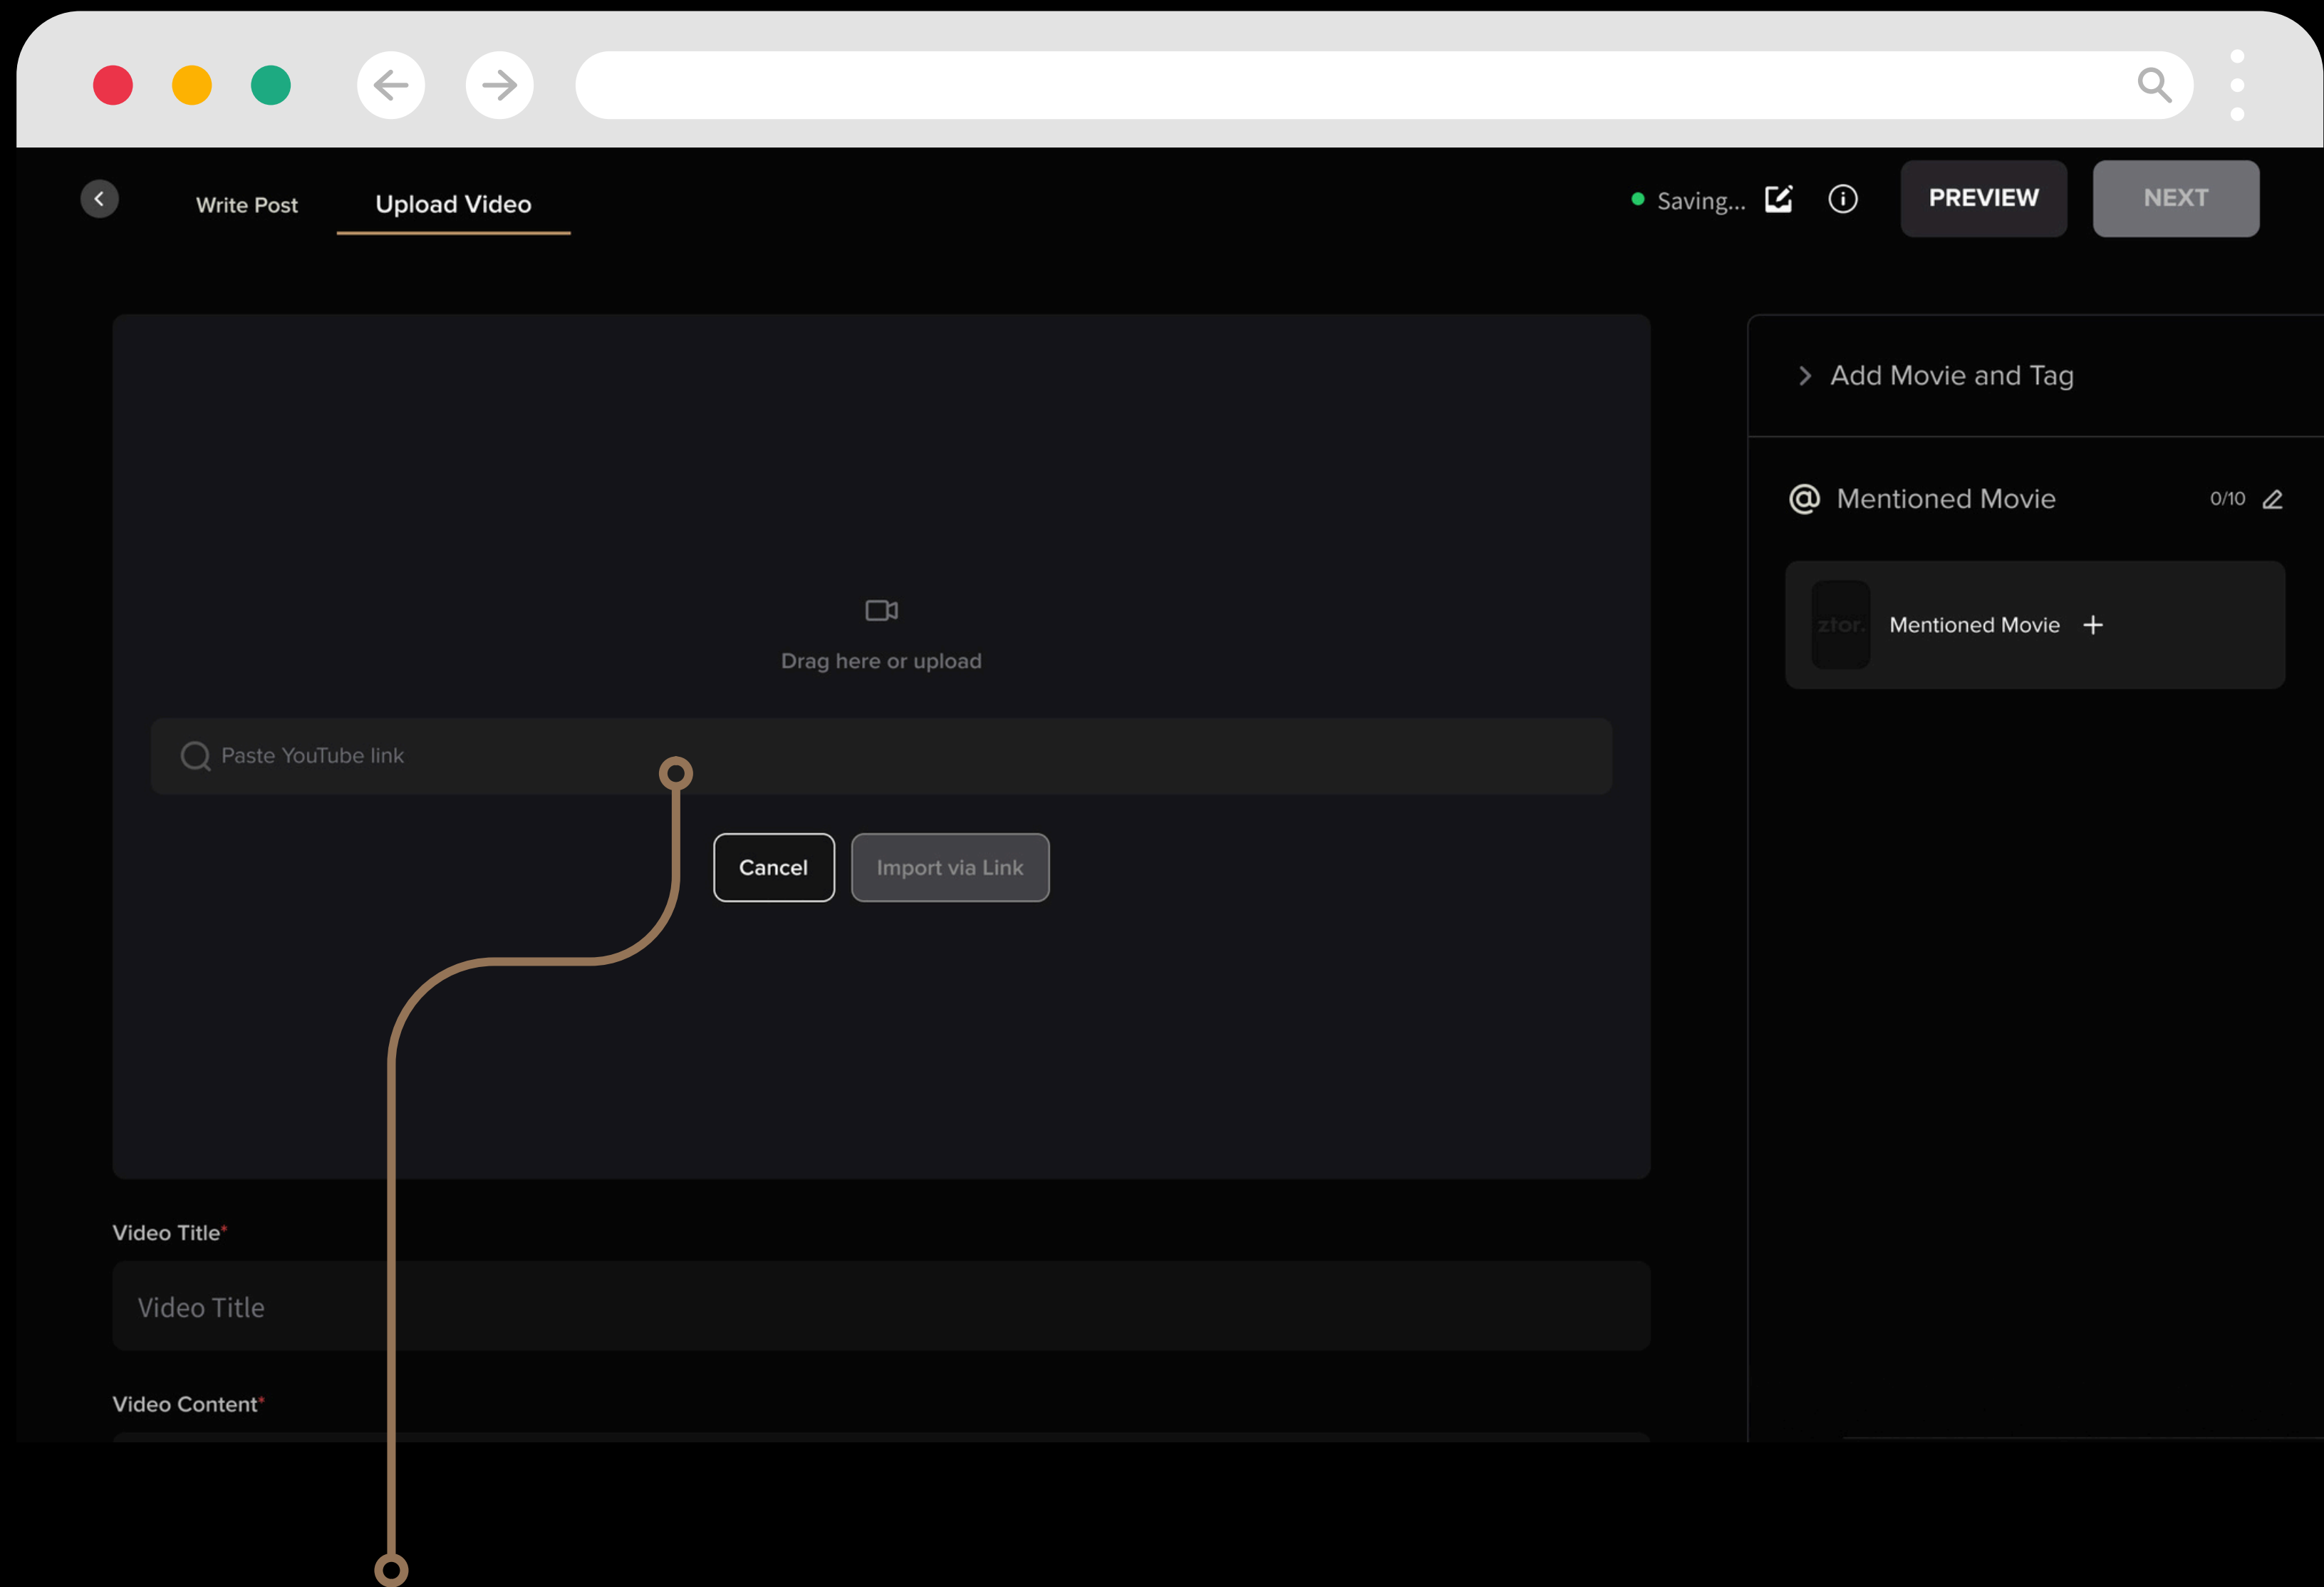 Write Post
Upload Video
Saving...
PREVIEW
NEXT
Add Movie and Tag
@ Mentioned Movie
0/10
ztor.
Mentioned Movie +
Drag here or upload
Paste YouTube link
Cancel
Import via Link
Video Title*
Video Title
Video Content*